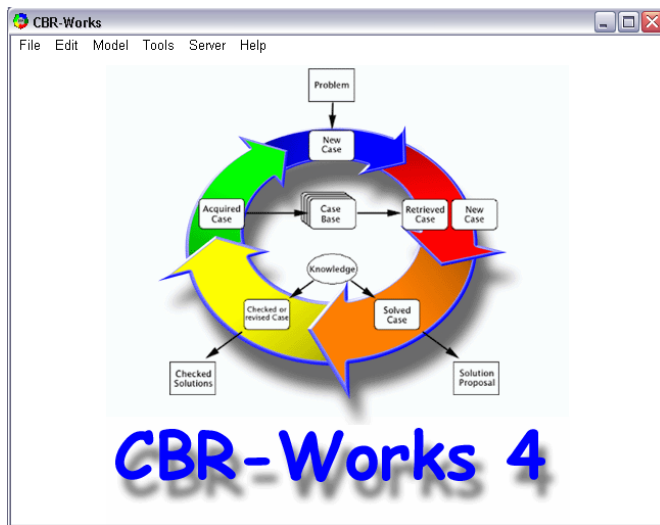 CBR-Works
File Edit Model Tools Server Help
Problem
New
Case
Acquired
Case
Case
Base
Retrieved
Case
New
Case
Knowledge
Checked or
revised Case
Solved
Case
Checked
Solutions
Solution
Proposal
CBR-Works 4